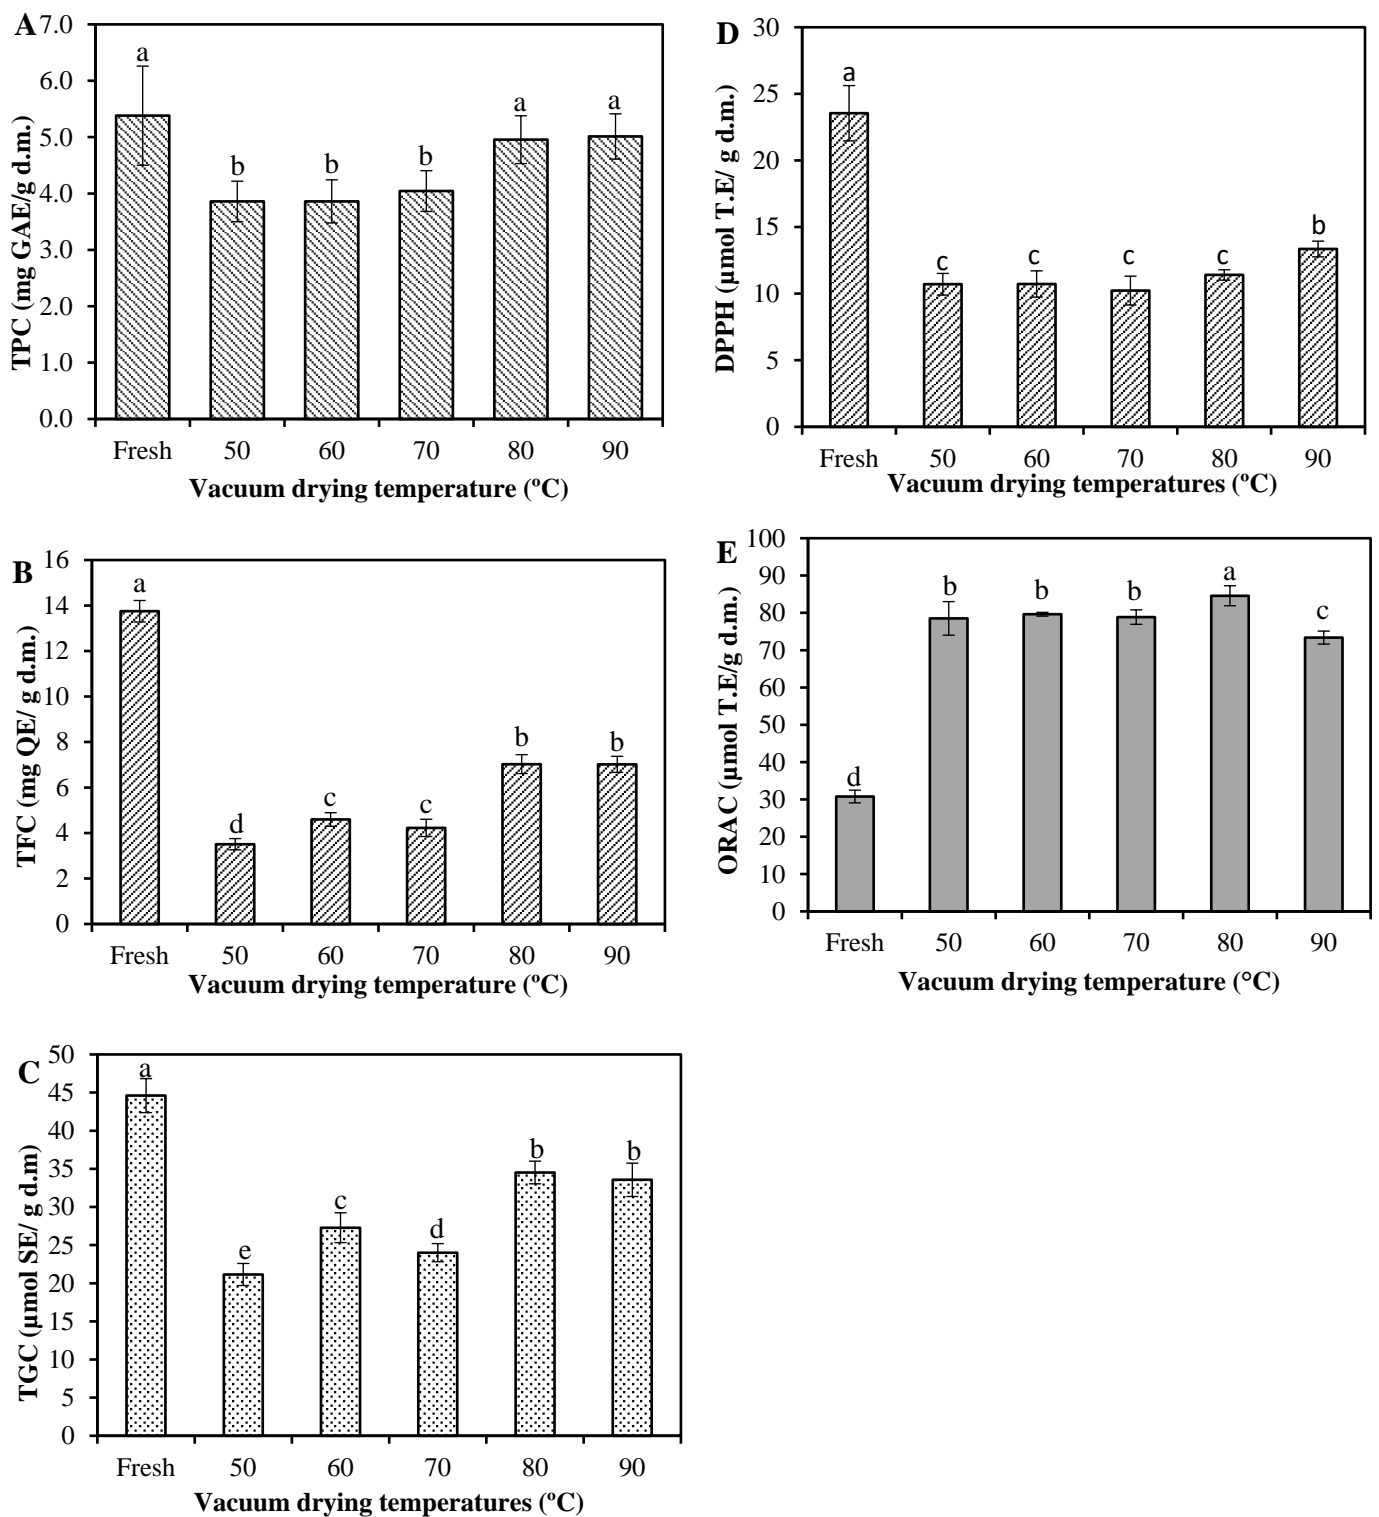 A
7.0
6.0
5.0
4.0
3.0
2.0
1.0
0.0
TPC (mg GAE/g d.m.)
a
b
b
b
a
a
Fresh 50 60 70 80 90
Vacuum drying temperature (ºC)
D
30
25
20
15
10
5
0
DPPH (µmol T.E/ g d.m.)
a
c
c
c
c
b
Fresh 50 60 70 80 90
Vacuum drying temperatures (ºC)
B
16
14
12
10
8
6
4
2
0
TFC (mg QE/ g d.m.)
a
d
c
c
b
b
Fresh 50 60 70 80 90
Vacuum drying temperature (ºC)
E
100
90
80
70
60
50
40
30
20
10
0
ORAC (µmol T.E/g d.m.)
d
b
b
b
a
c
Fresh 50 60 70 80 90
Vacuum drying temperature (°C)
C
50
45
40
35
30
25
20
15
10
5
0
TGC (µmol SE/ g d.m)
a
e
c
d
b
b
Fresh 50 60 70 80 90
Vacuum drying temperatures (ºC)